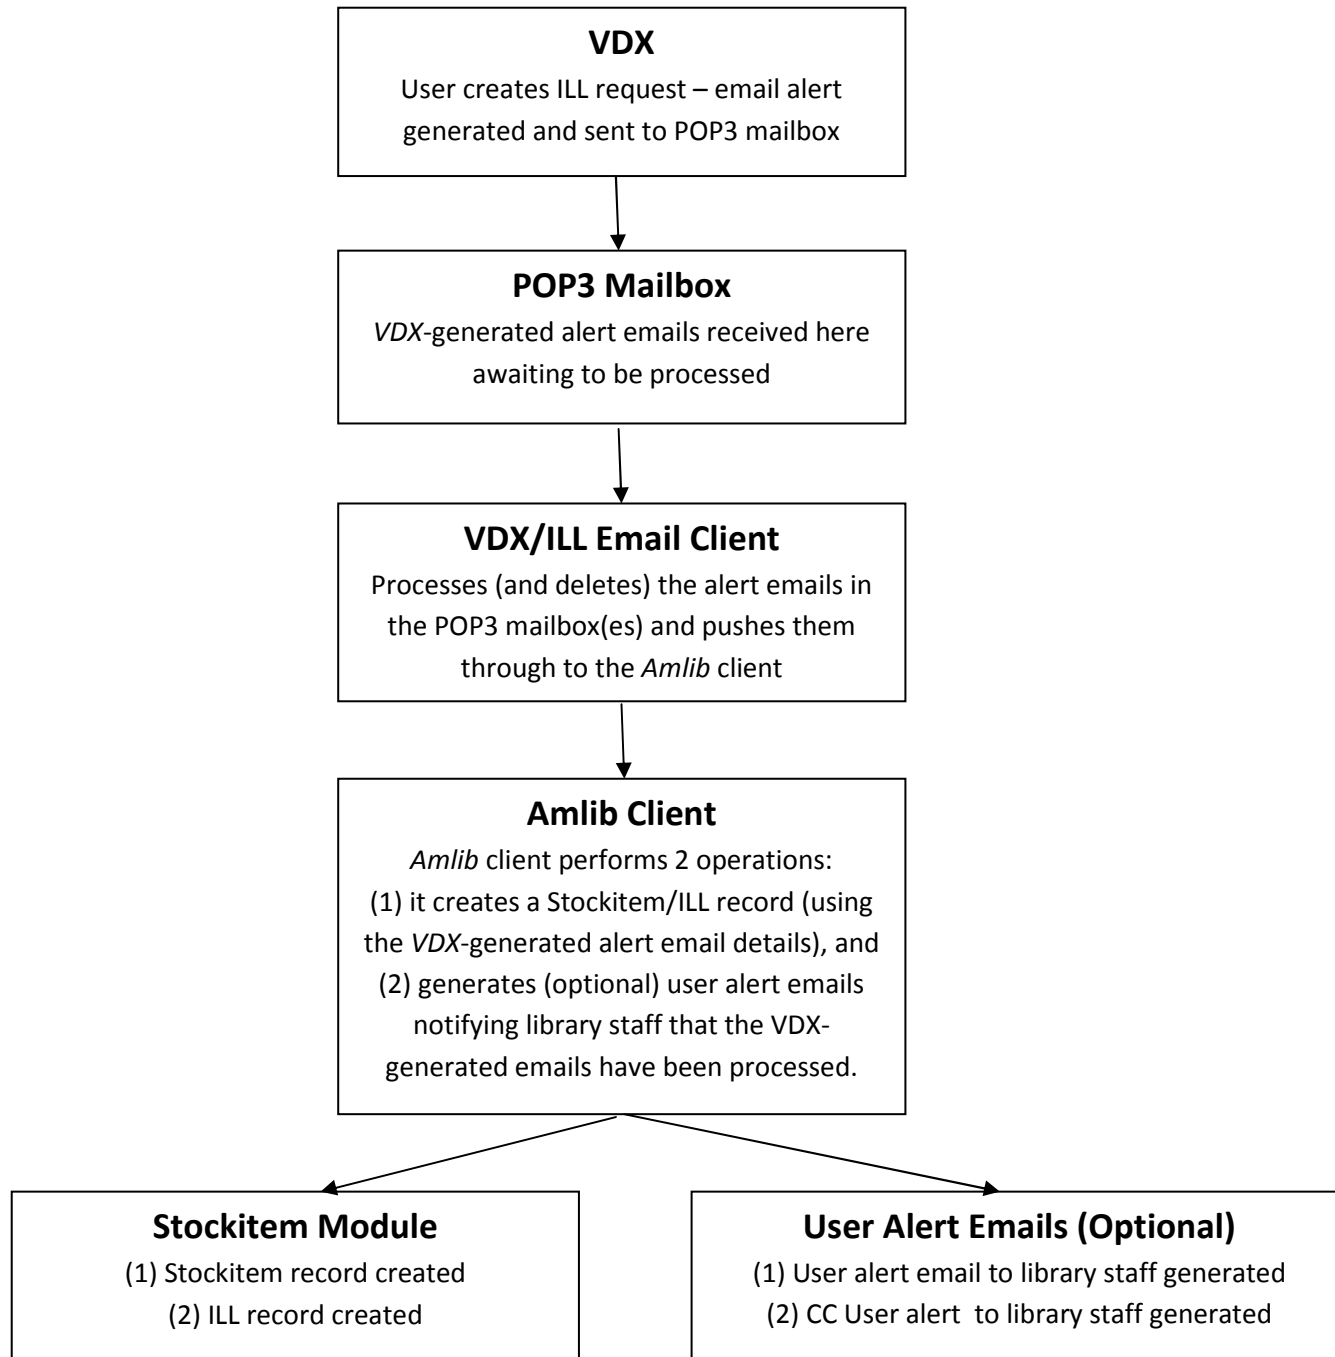 VDX
User creates ILL request – email alert
generated and sent to POP3 mailbox
POP3 Mailbox
VDX-generated alert emails received here
awaiting to be processed
VDX/ILL Email Client
Processes (and deletes) the alert emails in
the POP3 mailbox(es) and pushes them
through to the Amlib client
Amlib Client
Amlib client performs 2 operations:
(1) it creates a Stockitem/ILL record (using
the VDX-generated alert email details), and
(2) generates (optional) user alert emails
notifying library staff that the VDX-
generated emails have been processed.
Stockitem Module
(1) Stockitem record created
(2) ILL record created
User Alert Emails (Optional)
(1) User alert email to library staff generated
(2) CC User alert  to library staff generated